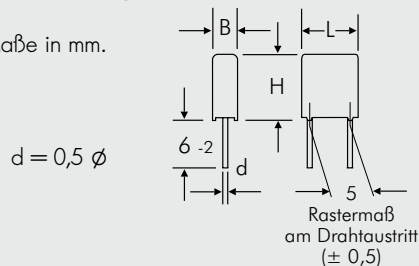 B
L
aße in mm.
H
6 -2
d = 0,5 ϕ
d
5
Rastermaß
am Drahtaustritt
(± 0,5)